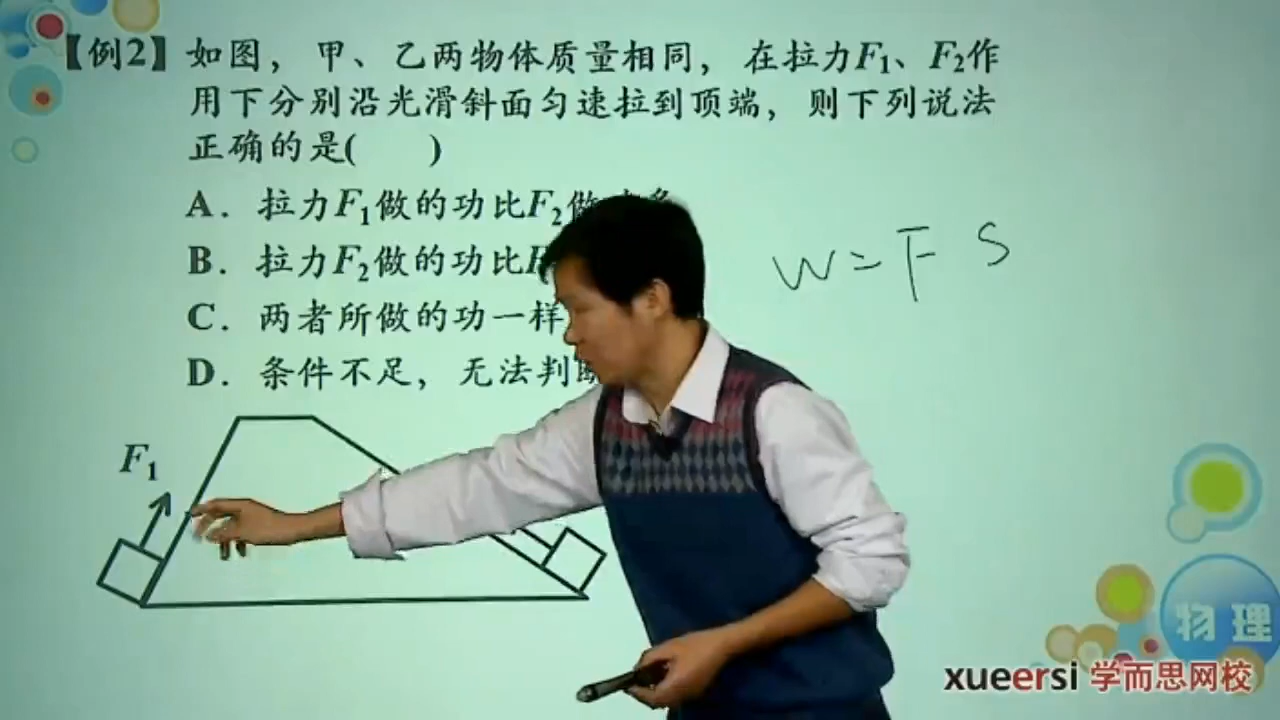 【例2】如图，甲、乙两物体质量相同，在拉力F₁、F₂作
用下分别沿光滑斜面匀速拉到顶端，则下列说法
正确的是(    )
A．拉力F₁做的功比F₂做
B．拉力F₂做的功比
C．两者所做的功一样
D．条件不足，无法判
W=F S
F₁
物理
xueersi 学而思网校